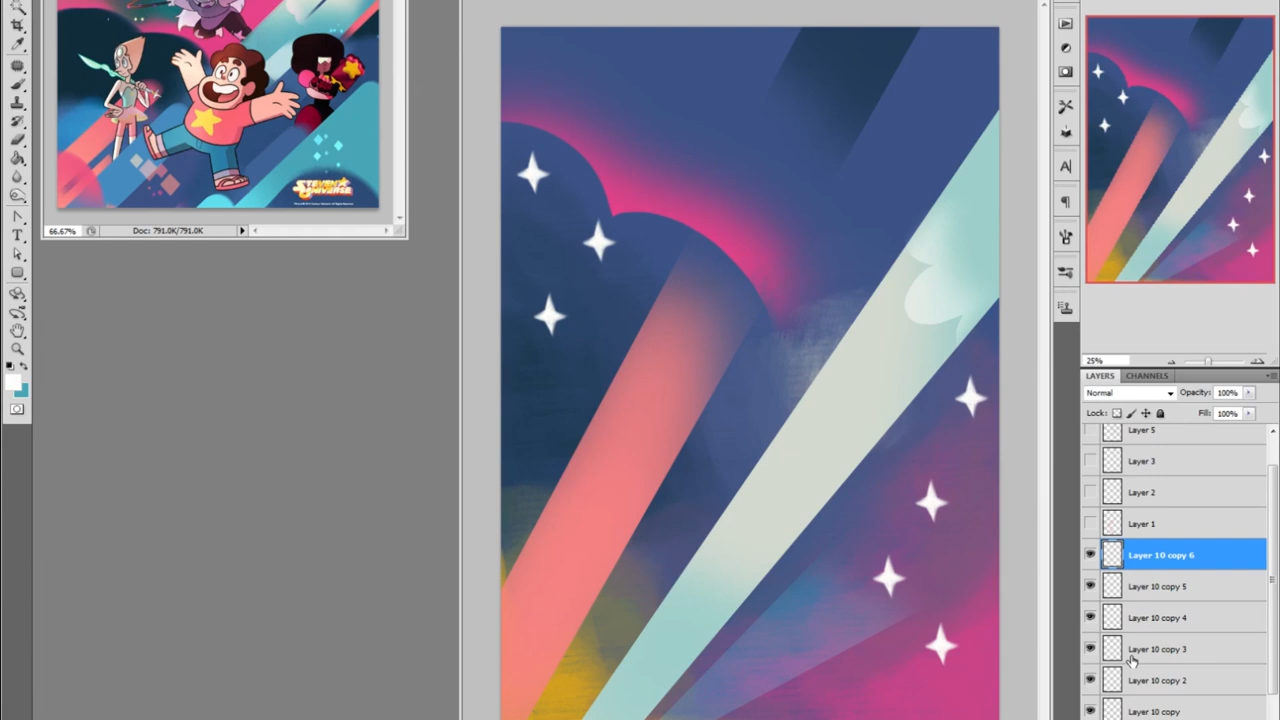 STEVEN
UNIVERSE
66.67%
Doc: 791.0K/791.0K
25%
LAYERS
CHANNELS
Normal
Opacity: 100%
Lock:
Fill: 100%
Layer 5
Layer 3
Layer 2
Layer 1
Layer 10 copy 6
Layer 10 copy 5
Layer 10 copy 4
Layer 10 copy 3
Layer 10 copy 2
Layer 10 copy